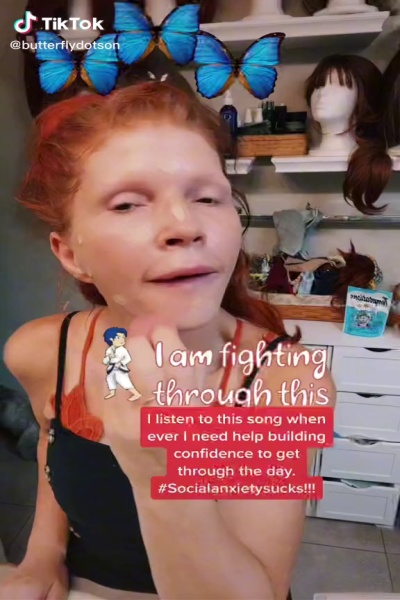 TikTok
@butterflydotson
Temptations
I am fighting
through this
I listen to this song when
ever I need help building
confidence to get
through the day.
#Socialanxietysucks!!!